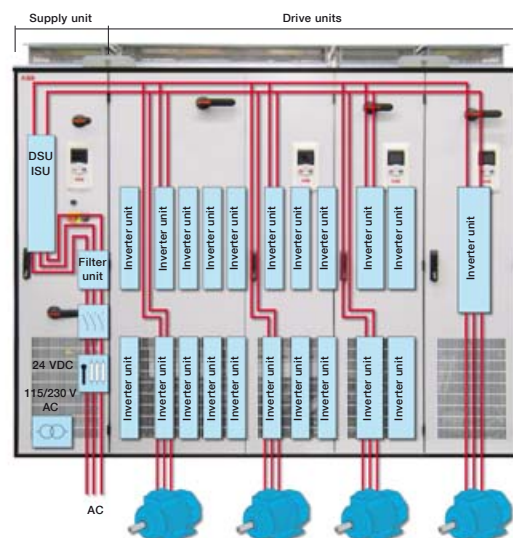 Supply unit
Drive units
ABB
DSU
ISU
Inverter unit
Inverter unit
Inverter unit
Inverter unit
Inverter unit
Inverter unit
Inverter unit
Inverter unit
Inverter unit
Inverter unit
Inverter unit
Filter
unit
24 VDC
115/230 V
AC
Inverter unit
Inverter unit
Inverter unit
Inverter unit
Inverter unit
Inverter unit
Inverter unit
Inverter unit
Inverter unit
Inverter unit
AC